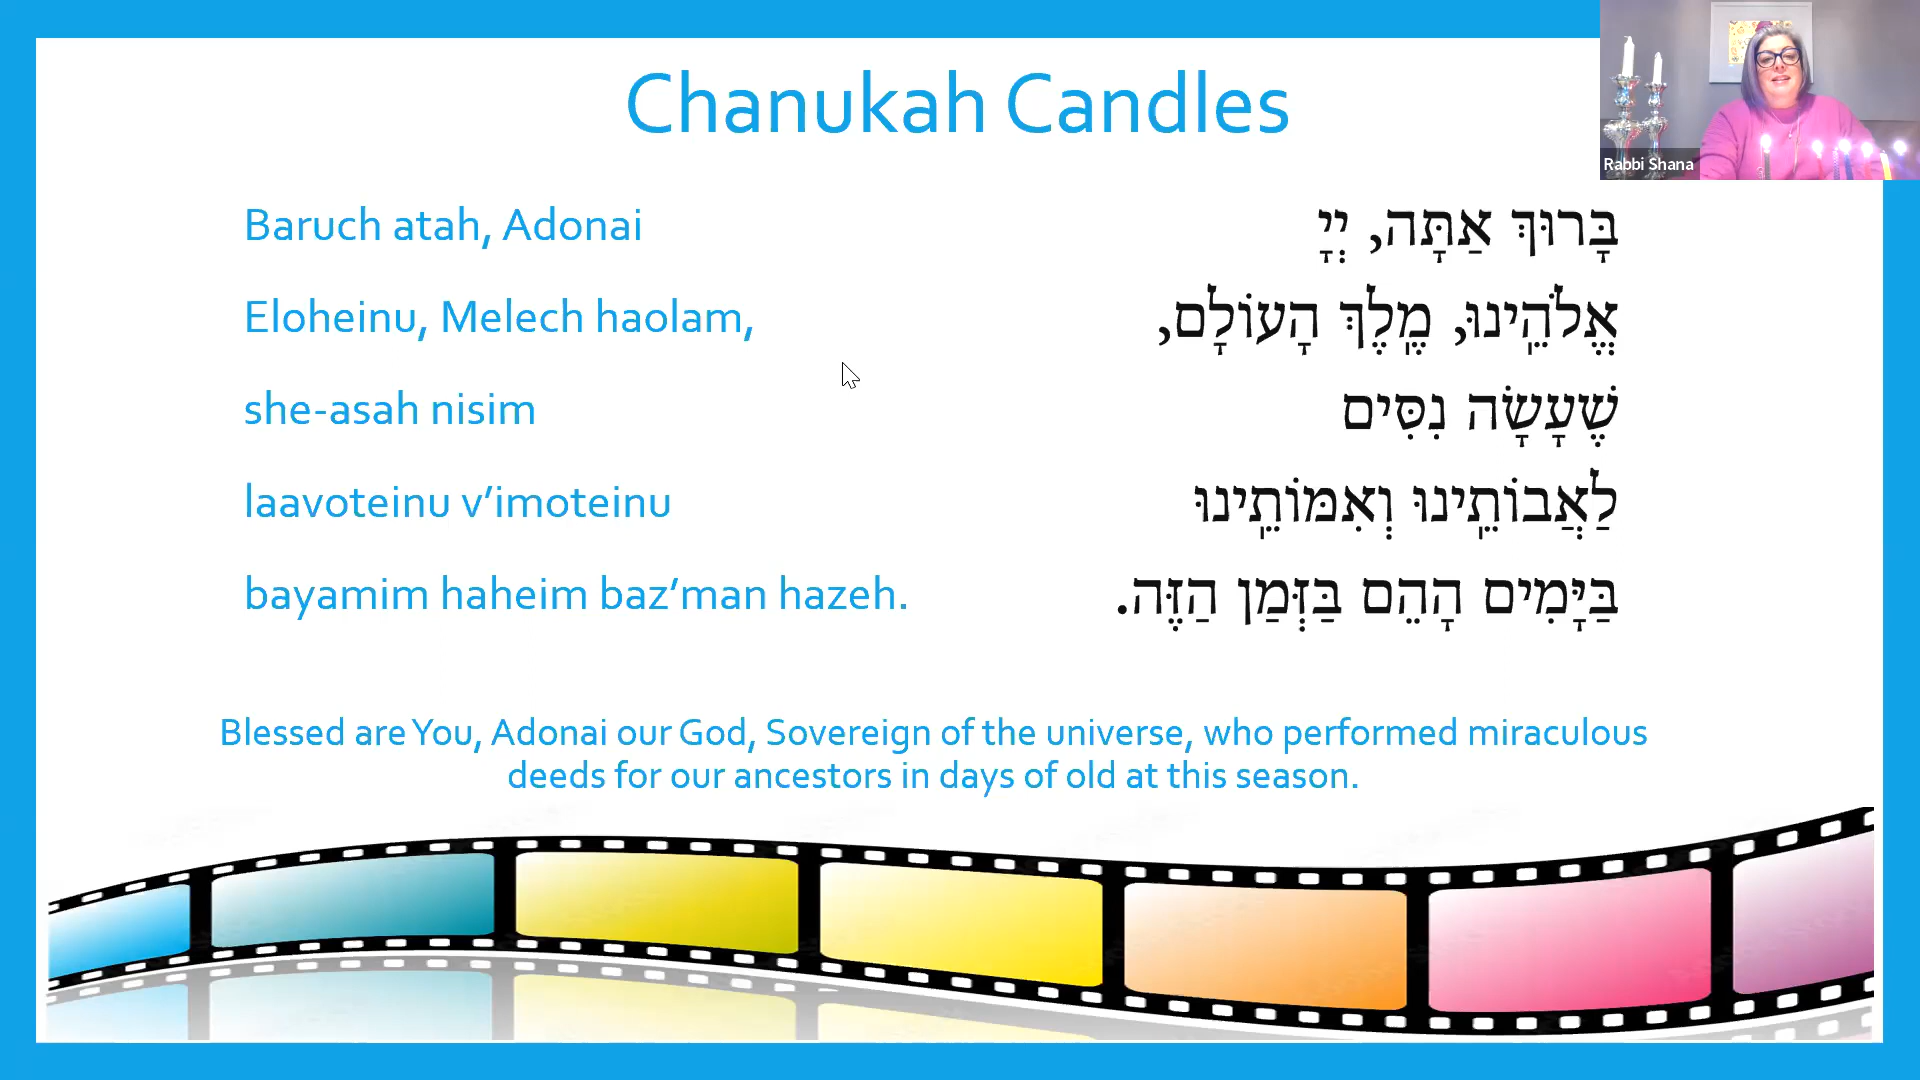 Chanukah Candles
Rabbi Shana
Baruch atah, Adonai
Eloheinu, Melech haolam,
she-asah nisim
laavoteinu v’imoteinu
bayamim haheim baz’man hazeh.
בָּרוּךְ אַתָּה, יְיָ
אֱלֹהֵֽינוּ, מֶֽלֶךְ הָעוֹלָם,
שֶׁעָשָׂה נִסִּים
לַאֲבוֹתֵֽינוּ וְאִמּוֹתֵֽינוּ
בַּיָּמִים הָהֵם בַּזְּמַן הַזֶּה.
Blessed are You, Adonai our God, Sovereign of the universe, who performed miraculous
deeds for our ancestors in days of old at this season.